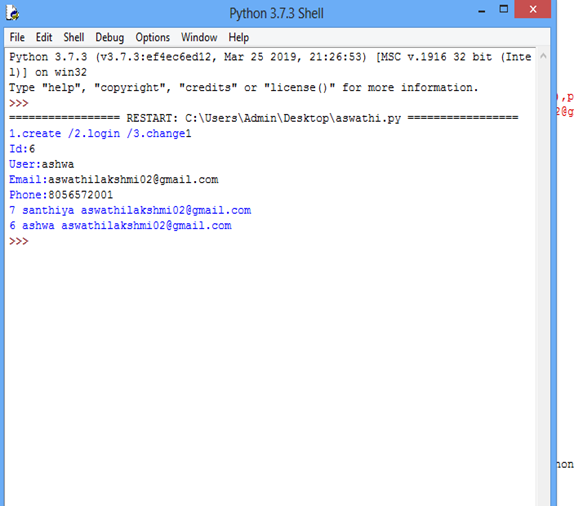 Python 3.7.3 Shell
File Edit Shell Debug Options Window Help
Python 3.7.3 (v3.7.3:ef4ec6ed12, Mar 25 2019, 21:26:53) [MSC v.1916 32 bit (Inte
l)] on win32
Type "help", "copyright", "credits" or "license()" for more information.
>>>
================= RESTART: C:\Users\Admin\Desktop\aswathi.py =================
1.create /2.login /3.change1
Id:6
User:ashwa
Email:aswathilakshmi02@gmail.com
Phone:8056572001
7 santhiya aswathilakshmi02@gmail.com
6 ashwa aswathilakshmi02@gmail.com
>>>
),p
2@g
hon